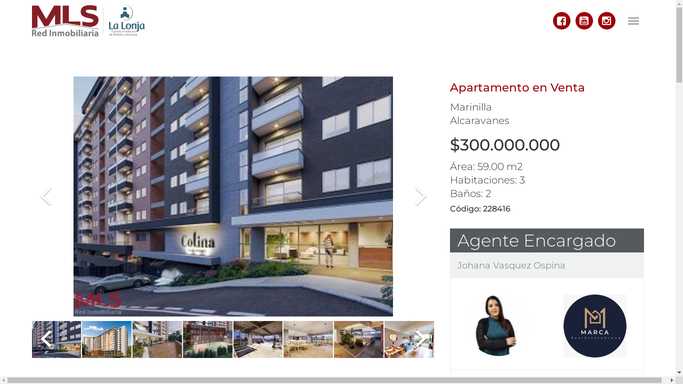 MLS
Red Inmobiliaria
La Lonja
Apartamento en Venta
Marinilla
Alcaravanes
$300.000.000
Área: 59.00 m2
Habitaciones: 3
Baños: 2
Código: 228416
Colina
MLS
Red Inmobiliaria
Agente Encargado
Johana Vasquez Ospina
MARCA